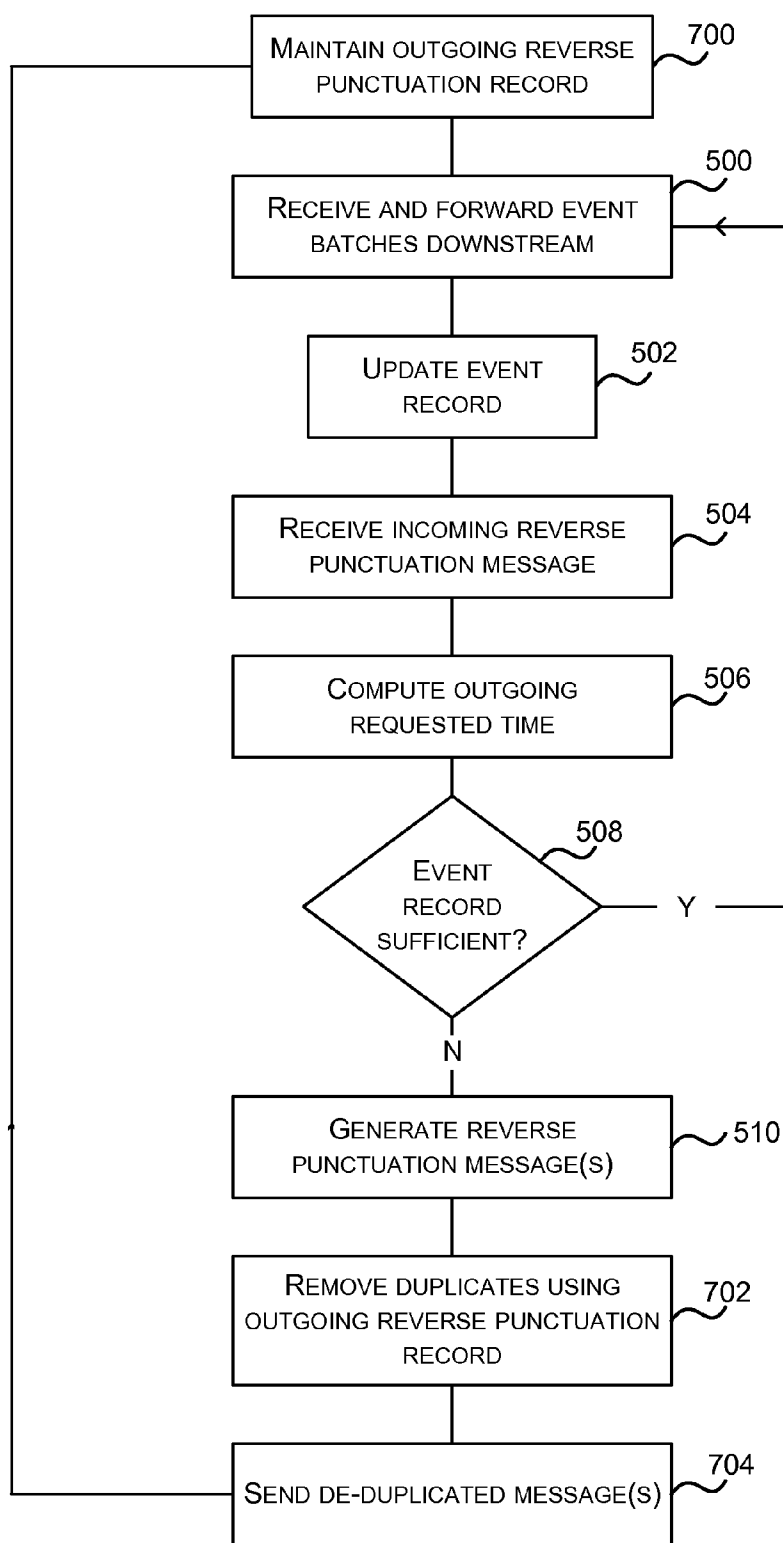 MAINTAIN OUTGOING REVERSE
PUNCTUATION RECORD
700
RECEIVE AND FORWARD EVENT
BATCHES DOWNSTREAM
500
UPDATE EVENT
RECORD
502
RECEIVE INCOMING REVERSE
PUNCTUATION MESSAGE
504
COMPUTE OUTGOING
REQUESTED TIME
506
EVENT
RECORD
SUFFICIENT?
508
Y
N
GENERATE REVERSE
PUNCTUATION MESSAGE(S)
510
REMOVE DUPLICATES USING
OUTGOING REVERSE PUNCTUATION
RECORD
702
SEND DE-DUPLICATED MESSAGE(S)
704